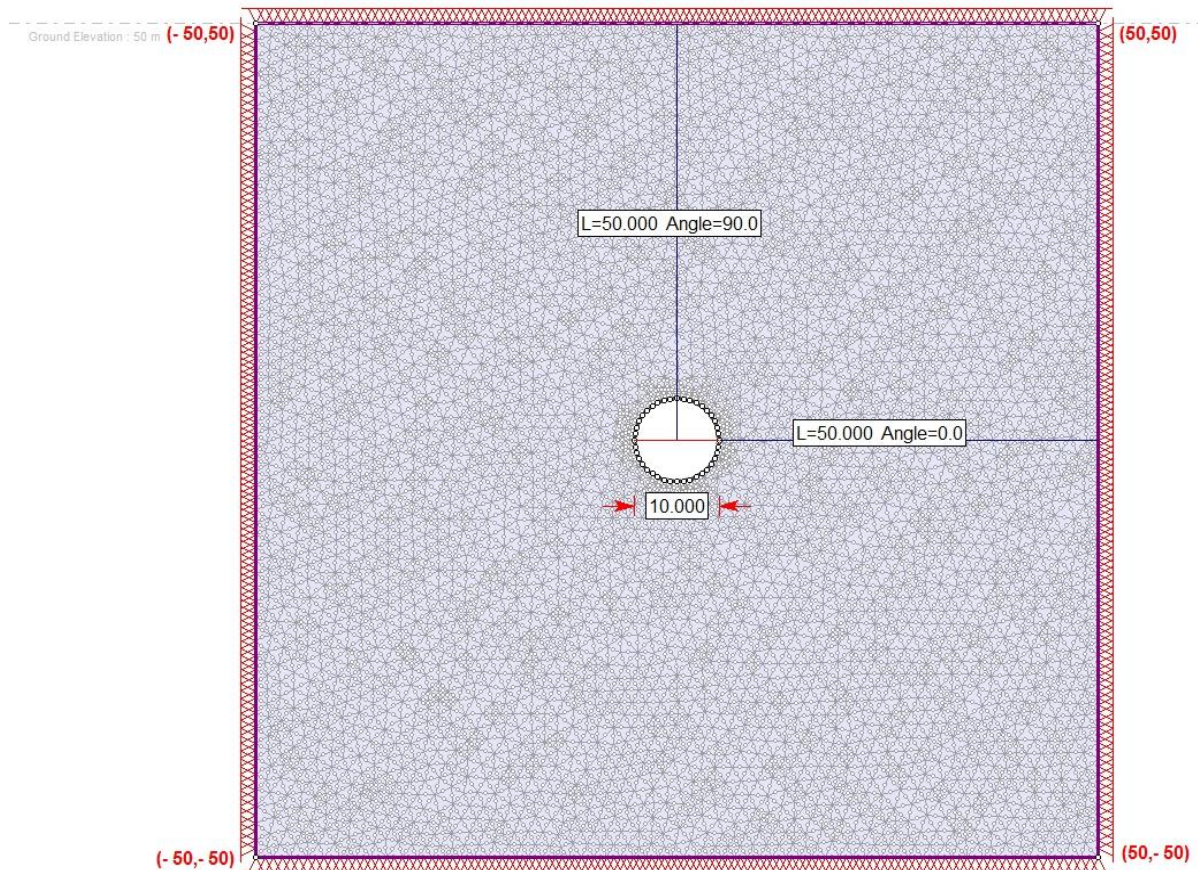 Ground Elevation : 50 m
(- 50,50)
(50,50)
L=50.000 Angle=90.0
L=50.000 Angle=0.0
10.000
(- 50,- 50)
(50,- 50)